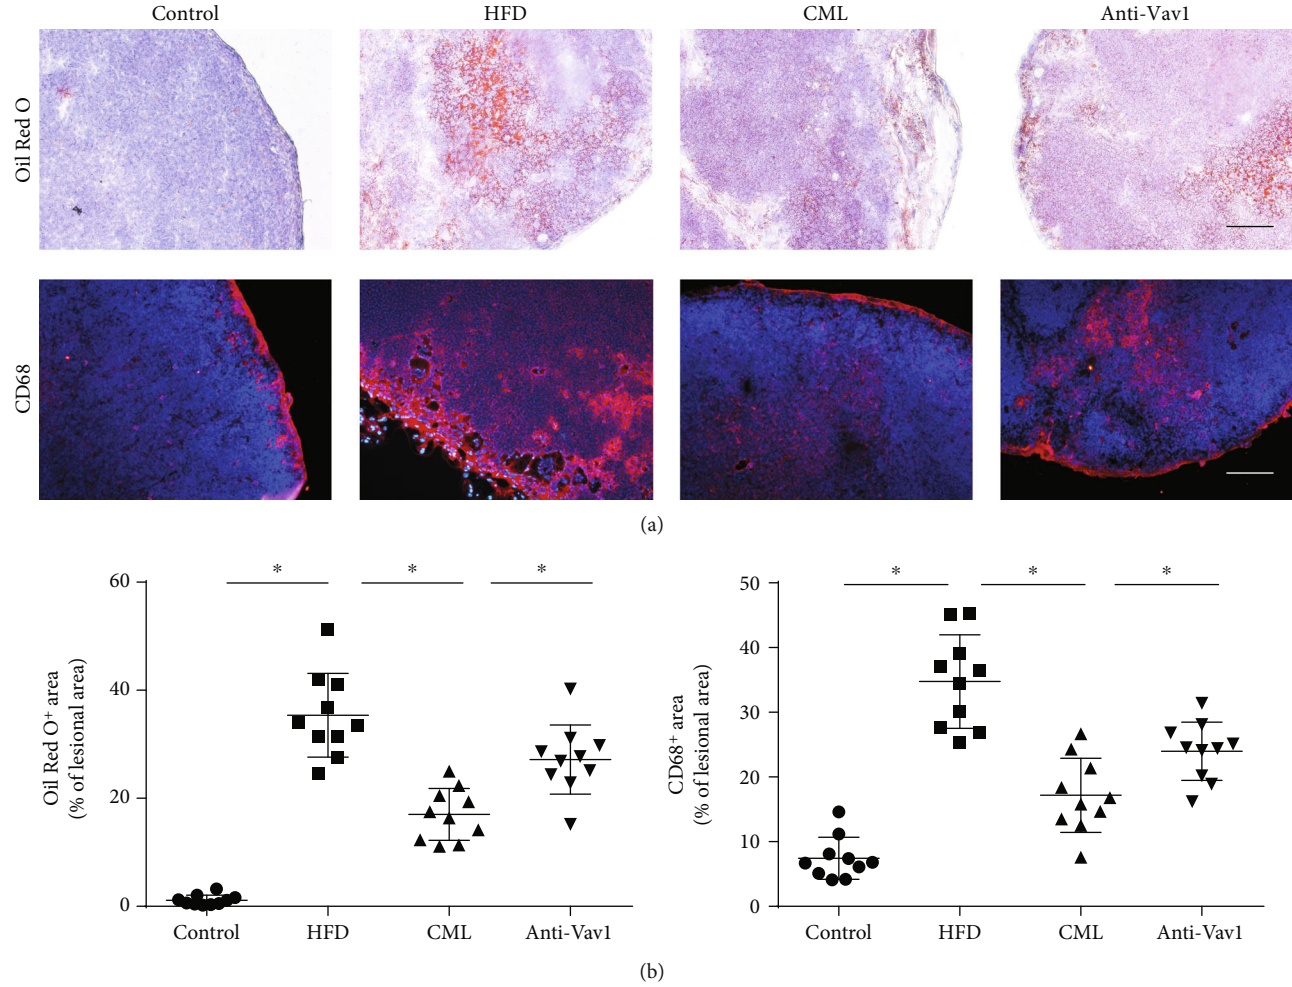 Control HFD CML Anti-Vav1
Oil Red O
CD68
(a)
* * *
60
40
20
0
Oil Red O⁺ area
(% of lesional area)
Control HFD CML Anti-Vav1
* * *
50
40
30
20
10
0
CD68⁺ area
(% of lesional area)
Control HFD CML Anti-Vav1
(b)